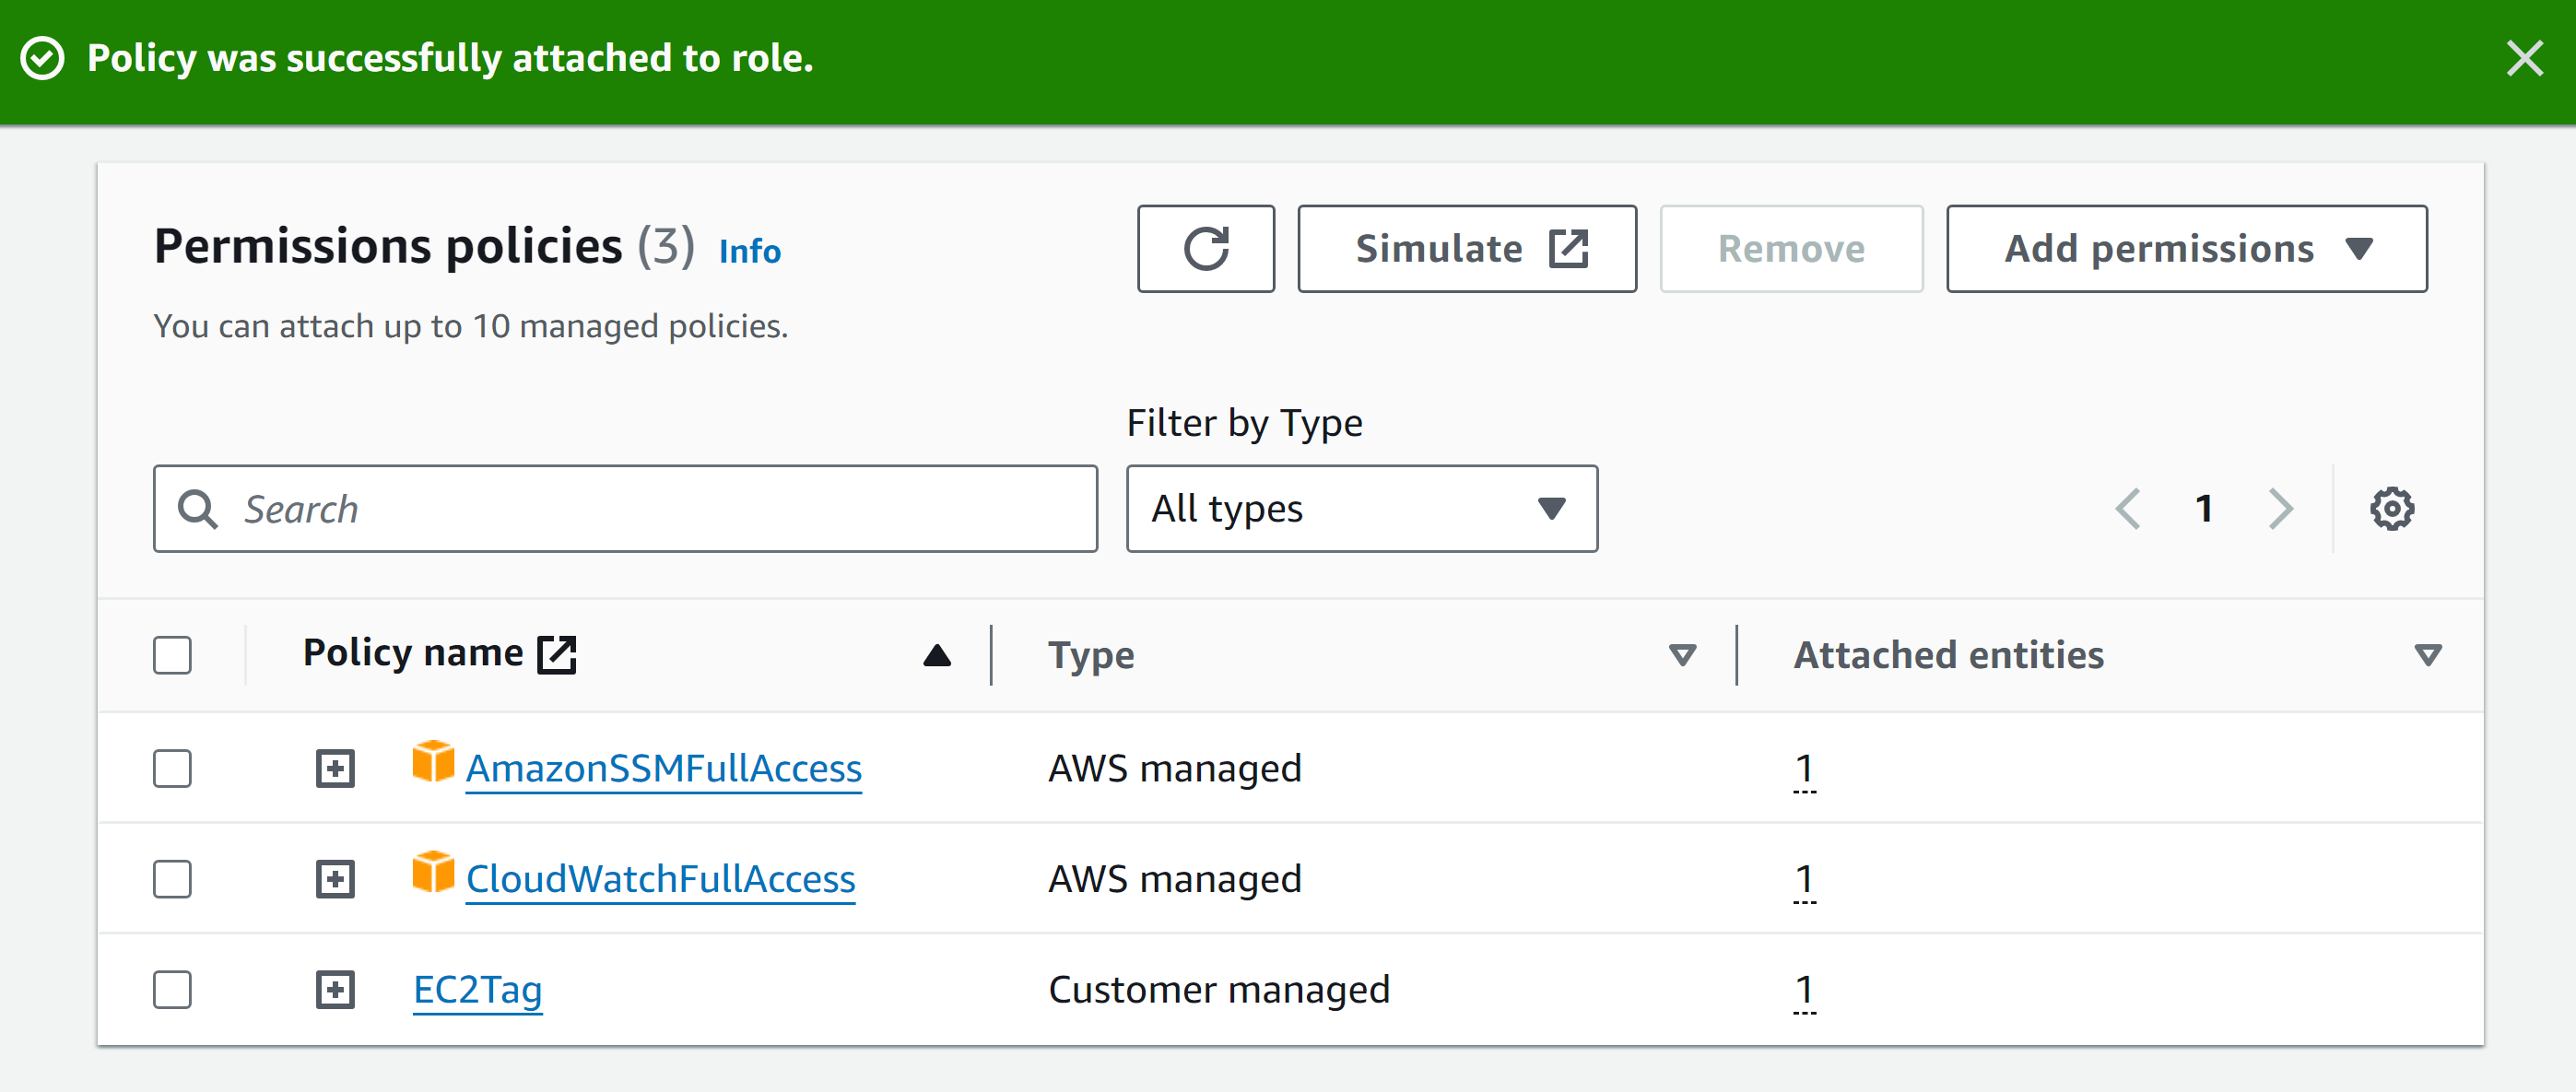 Policy was successfully attached to role.
Permissions policies (3) Info
Simulate
Remove
Add permissions
You can attach up to 10 managed policies.
Filter by Type
Search
All types
1
Policy name
Type
Attached entities
AmazonSSMFullAccess
AWS managed
1
CloudWatchFullAccess
AWS managed
1
EC2Tag
Customer managed
1